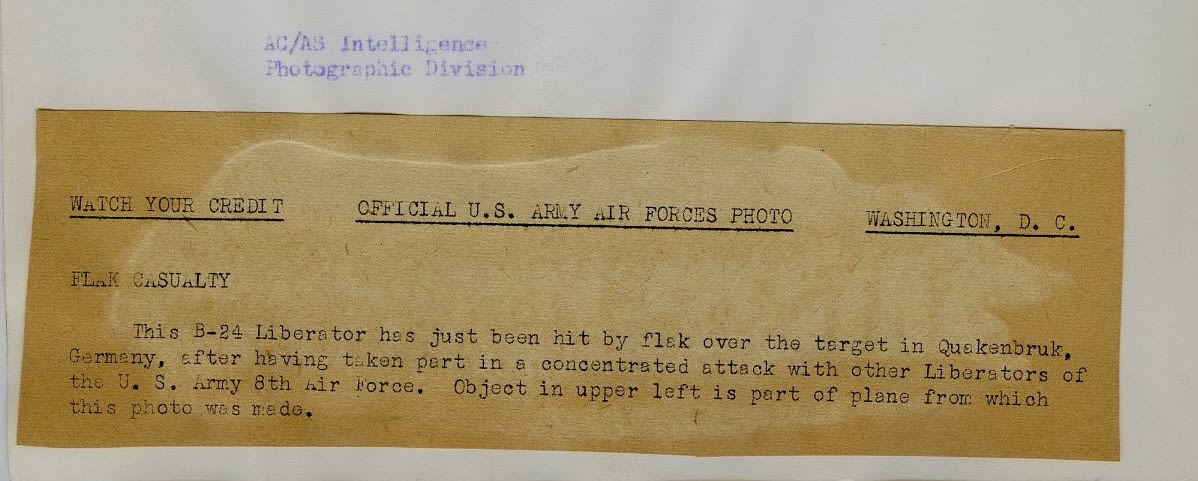 AC/AS Intelligence
Photographic Division
WATCH YOUR CREDIT OFFICIAL U.S. ARMY AIR FORCES PHOTO WASHINGTON, D. C.
FLAK CASUALTY
This B-24 Liberator has just been hit by flak over the target in Quakenbruk,
Germany, after having taken part in a concentrated attack with other Liberators of
the U. S. Army 8th Air Force. Object in upper left is part of plane from which
this photo was made.